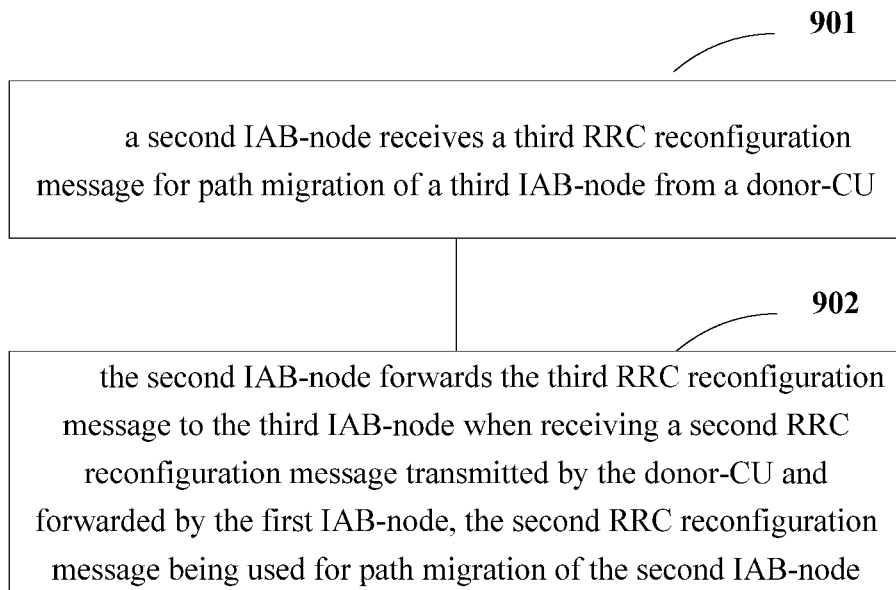 901
a second IAB-node receives a third RRC reconfiguration
message for path migration of a third IAB-node from a donor-CU
902
the second IAB-node forwards the third RRC reconfiguration
message to the third IAB-node when receiving a second RRC
reconfiguration message transmitted by the donor-CU and
forwarded by the first IAB-node, the second RRC reconfiguration
message being used for path migration of the second IAB-node